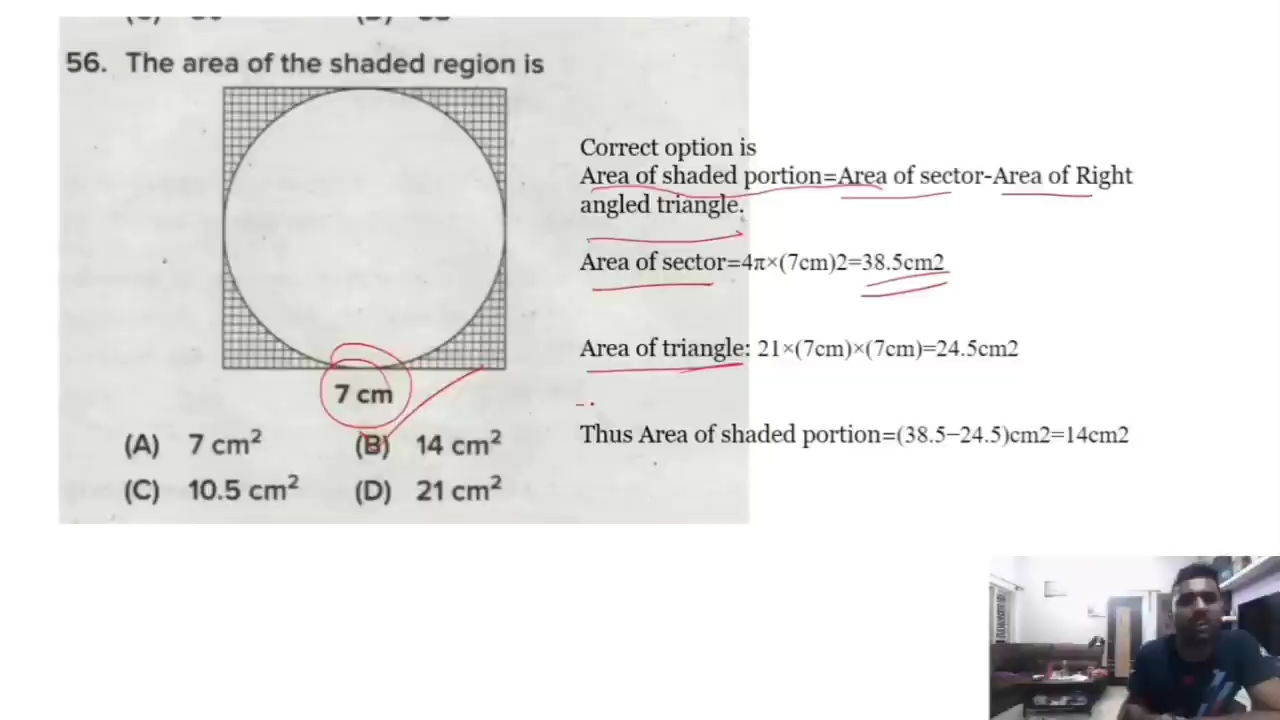 56. The area of the shaded region is
7 cm
(A) 7 cm²
(B) 14 cm²
(C) 10.5 cm²
(D) 21 cm²
Correct option is
Area of shaded portion=Area of sector-Area of Right
angled triangle.
Area of sector=4π×(7cm)2=38.5cm2
Area of triangle: 21×(7cm)×(7cm)=24.5cm2
Thus Area of shaded portion=(38.5−24.5)cm2=14cm2